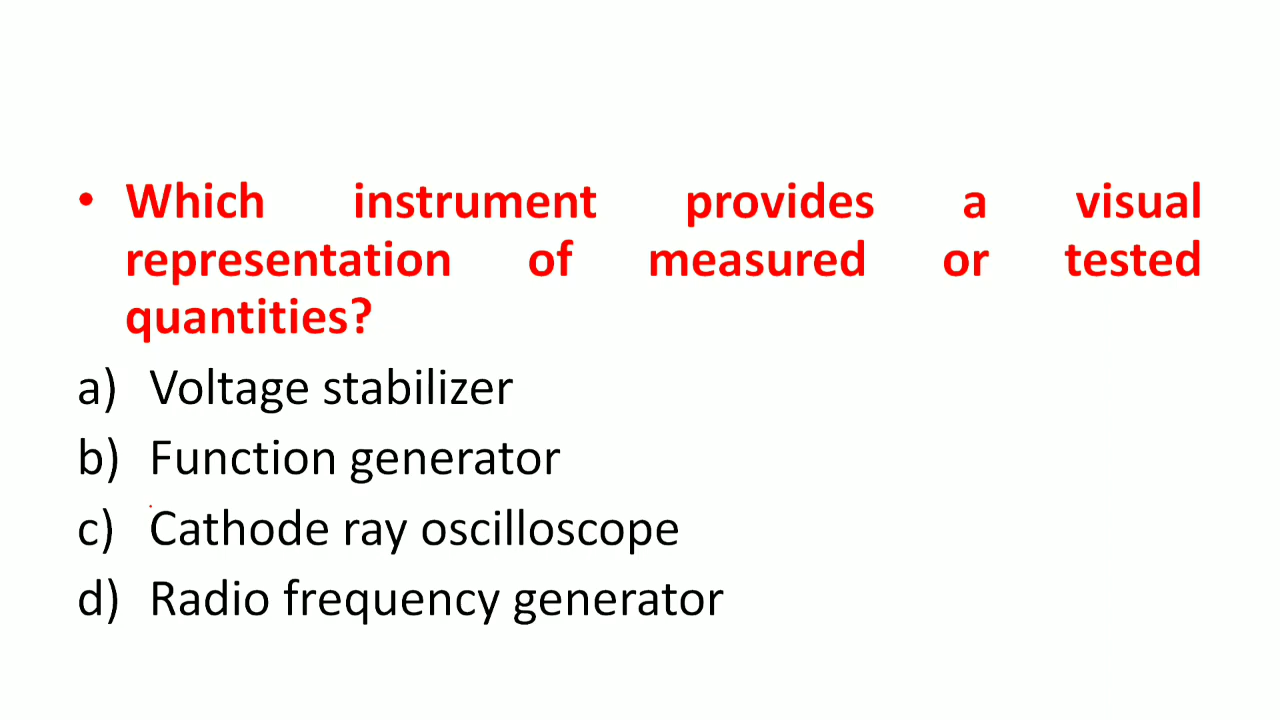 • Which instrument provides a visual
representation of measured or tested
quantities?
a) Voltage stabilizer
b) Function generator
c) Cathode ray oscilloscope
d) Radio frequency generator